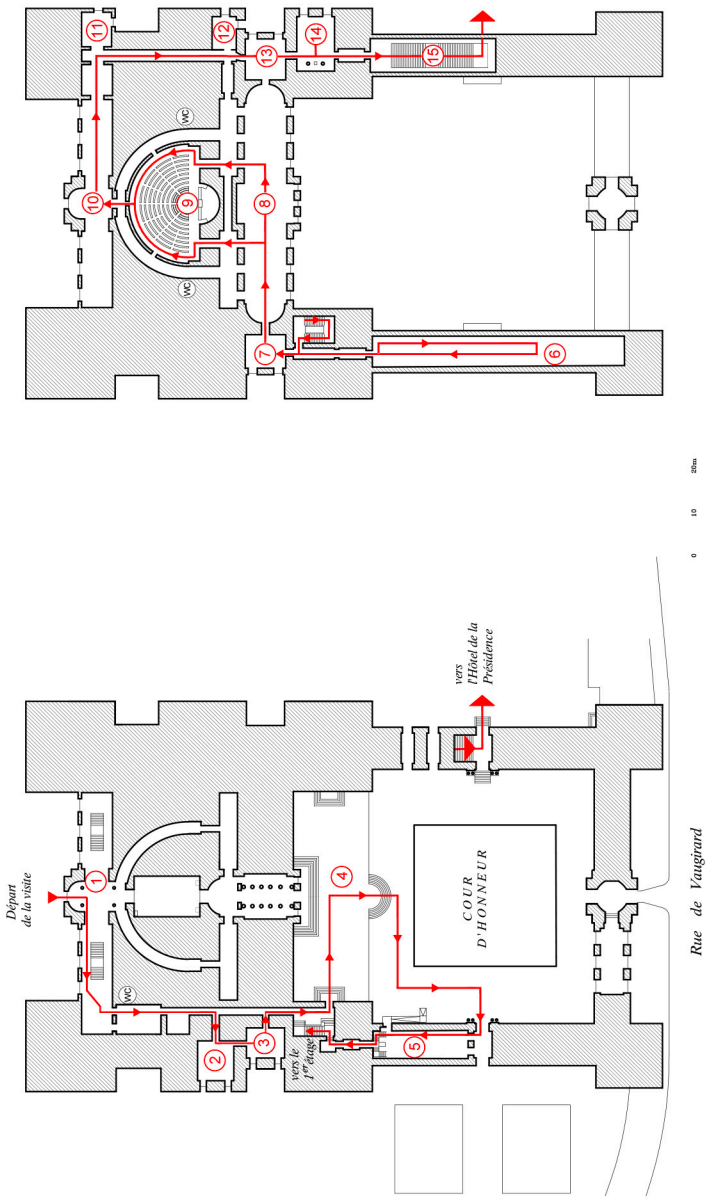 Départ
de la visite
1
WC
2
3
4
vers le
1er étage
5
COUR
D'HONNEUR
vers
l'Hôtel de la
Présidence
Rue de Vaugirard
0 10 20m
6
7
8
9
WC
WC
10
11
12
13
14
15